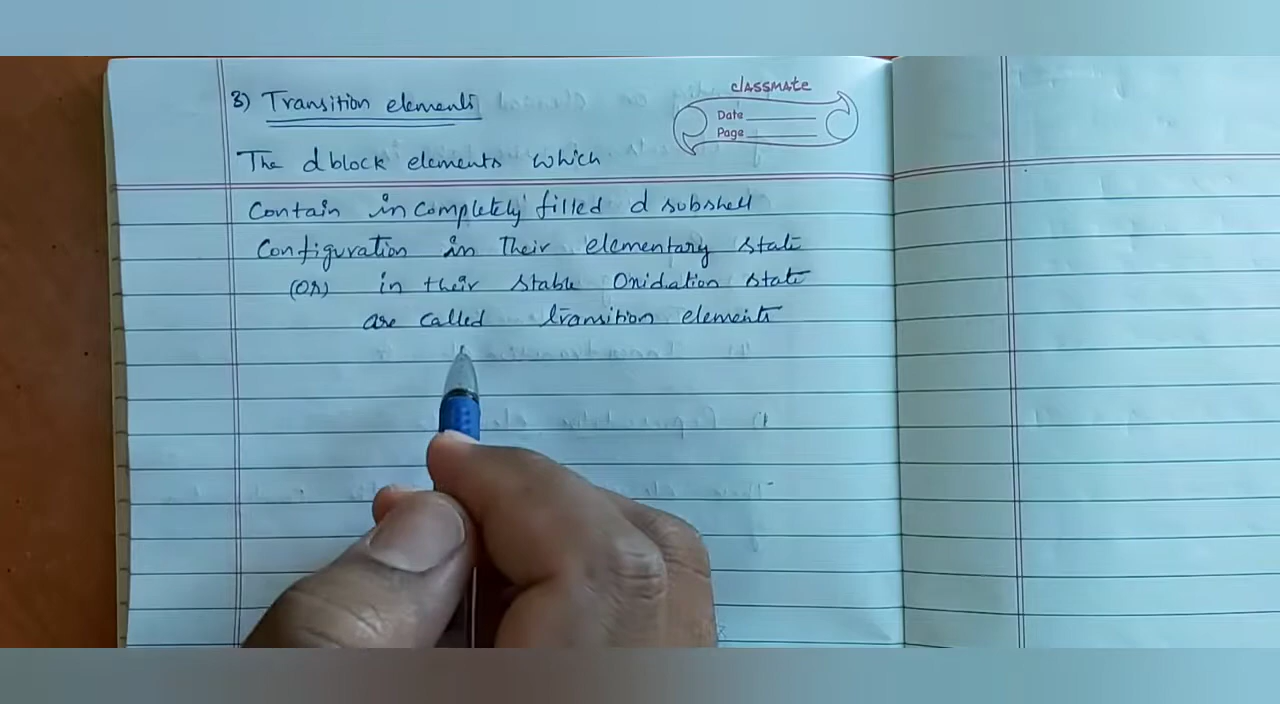 classmate
Date
Page
3) Transition elements
The d block elements which
Contain incompletely filled d subshell
Configuration in Their elementary state
(OR) in their stable Oxidation state
are called transition elements